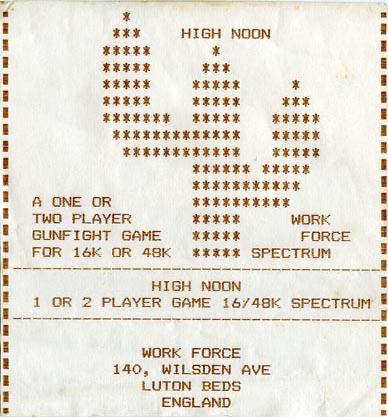 HIGH NOON
A ONE OR
TWO PLAYER
GUNFIGHT GAME
FOR 16K OR 48K
WORK
FORCE
SPECTRUM
HIGH NOON
1 OR 2 PLAYER GAME 16/48K SPECTRUM
WORK FORCE
140, WILSDEN AVE
LUTON BEDS
ENGLAND